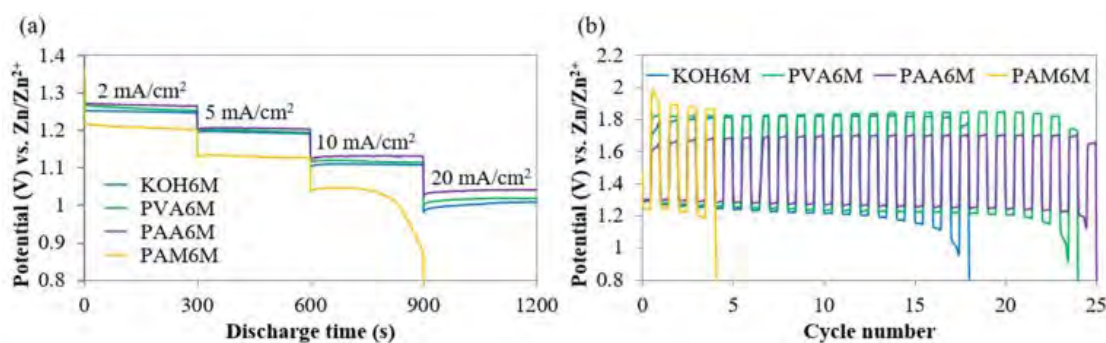 (a)
Potential (V) vs. Zn/Zn²⁺
1.4
1.3
1.2
1.1
1
0.9
0.8
2 mA/cm²
5 mA/cm²
10 mA/cm²
20 mA/cm²
KOH6M
PVA6M
PAA6M
PAM6M
0 300 600 900 1200
Discharge time (s)
(b)
Potential (V) vs. Zn/Zn²⁺
2.0
1.8
1.6
1.4
1.2
1
0.8
KOH6M PVA6M PAA6M PAM6M
0 5 10 15 20 25
Cycle number